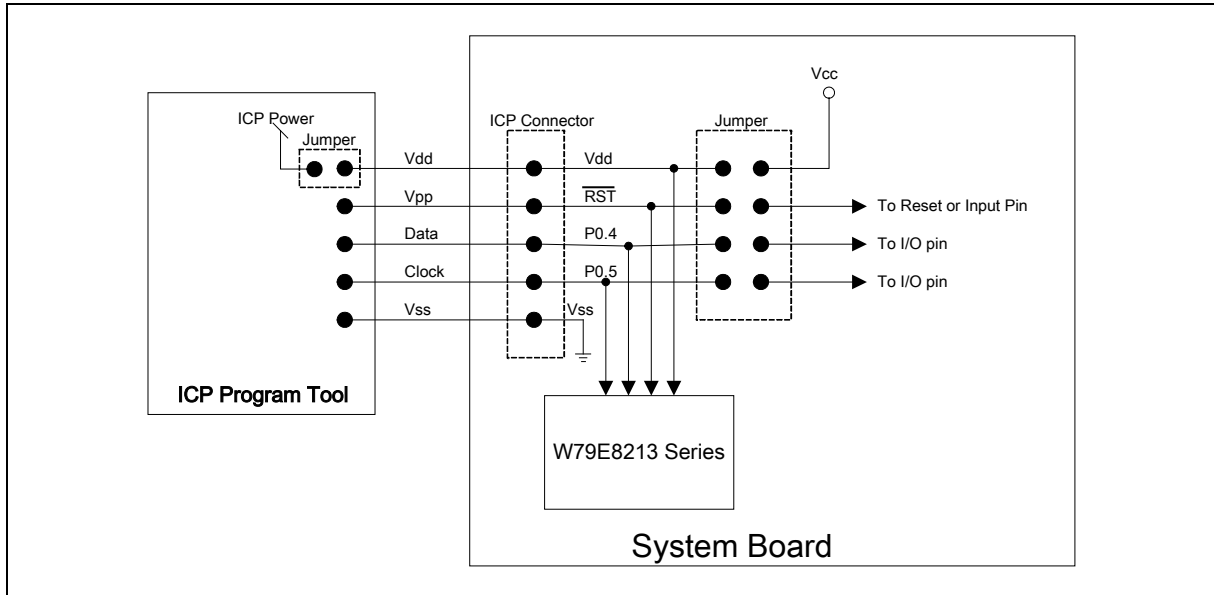 Vcc
ICP Power
Jumper
ICP Connector
Jumper
Vdd
Vdd
Vpp
RST
To Reset or Input Pin
Data
P0.4
To I/O pin
Clock
P0.5
To I/O pin
Vss
Vss
ICP Program Tool
W79E8213 Series
System Board